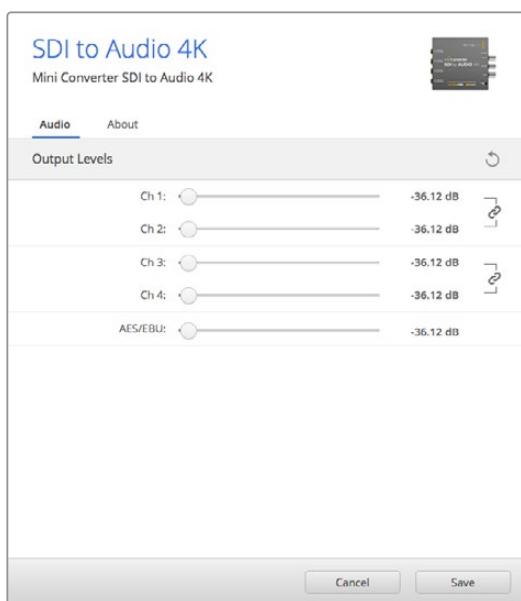 SDI to Audio 4K
Mini Converter SDI to Audio 4K
Audio About
Output Levels
Ch 1: -36.12 dB
Ch 2: -36.12 dB
Ch 3: -36.12 dB
Ch 4: -36.12 dB
AES/EBU: -36.12 dB
Cancel Save